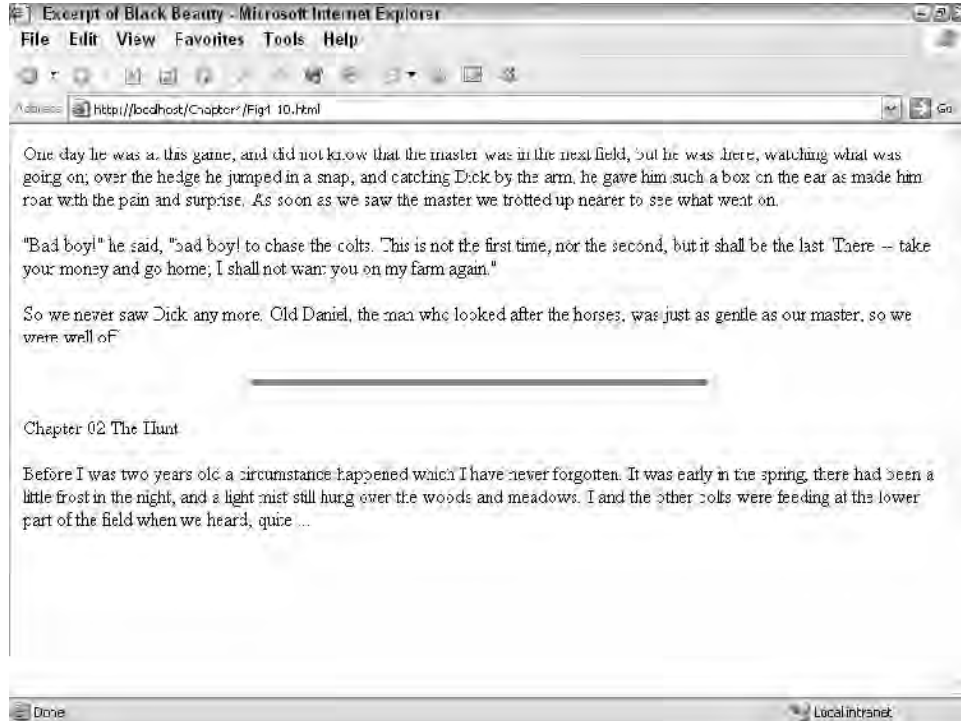 Excerpt of Black Beauty - Microsoft Internet Explorer
File Edit View Favorites Tools Help
Address http://localhost/Chapter4/Fig4-10.html Go
One day he was at this game, and did not know that the master was in the next field, but he was there, watching what was
going on; over the hedge he jumped in a snap, and catching Dick by the arm, he gave him such a box on the ear as made him
roar with the pain and surprise. As soon as we saw the master we trotted up nearer to see what went on.
"Bad boy!" he said, "bad boy! to chase the colts. This is not the first time, nor the second, but it shall be the last. There -- take
your money and go home; I shall not want you on my farm again."
So we never saw Dick any more. Old Daniel, the man who looked after the horses, was just as gentle as our master, so we
were well off.
Chapter 02 The Hunt
Before I was two years old a circumstance happened which I have never forgotten. It was early in the spring; there had been a
little frost in the night, and a light mist still hung over the woods and meadows. I and the other colts were feeding at the lower
part of the field when we heard, quite ...
Done Local intranet